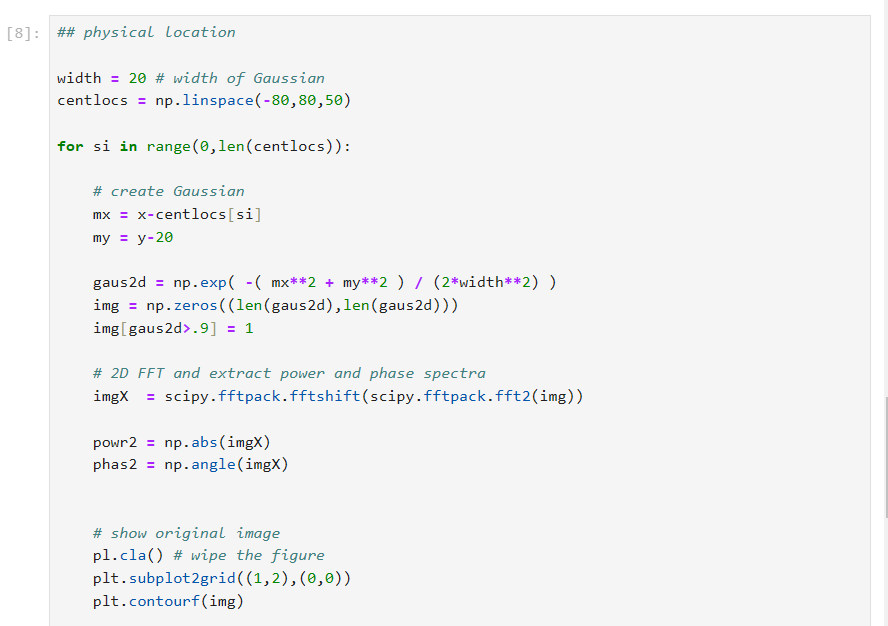 [8]:
## physical location
width = 20 # width of Gaussian
centlocs = np.linspace(-80,80,50)
for si in range(0,len(centlocs)):
# create Gaussian
mx = x-centlocs[si]
my = y-20
gaus2d = np.exp( -( mx**2 + my**2 ) / (2*width**2) )
img = np.zeros((len(gaus2d),len(gaus2d)))
img[gaus2d>.9] = 1
# 2D FFT and extract power and phase spectra
imgX  = scipy.fftpack.fftshift(scipy.fftpack.fft2(img))
powr2 = np.abs(imgX)
phas2 = np.angle(imgX)
# show original image
pl.cla() # wipe the figure
plt.subplot2grid((1,2),(0,0))
plt.contourf(img)